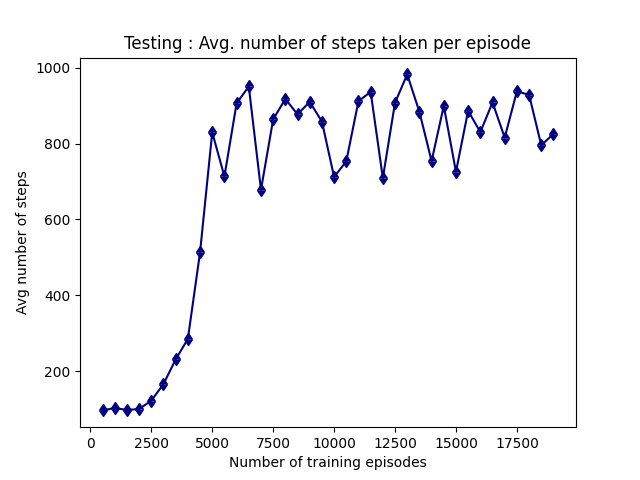 Testing : Avg. number of steps taken per episode
1000
800
600
400
200
Avg number of steps
0 2500 5000 7500 10000 12500 15000 17500
Number of training episodes